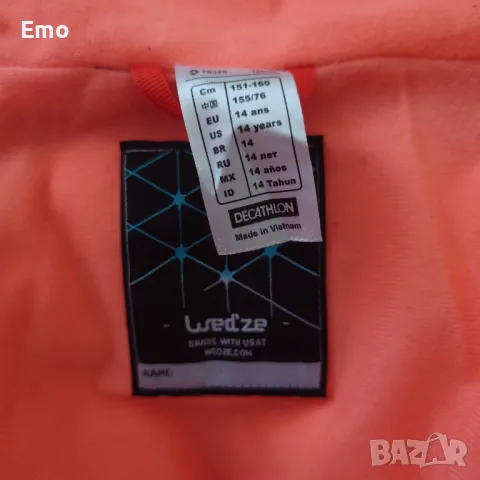 Emo
Cm 151-160
中国 155/76
EU 14 ans
US 14 years
BR 14
RU 14 лет
MX 14 años
ID 14 Tahun
DECATHLON
Made in Vietnam
- Wed'ze -
SHARE WITH US AT
WEDZE.COM
NAME:
BAZAR